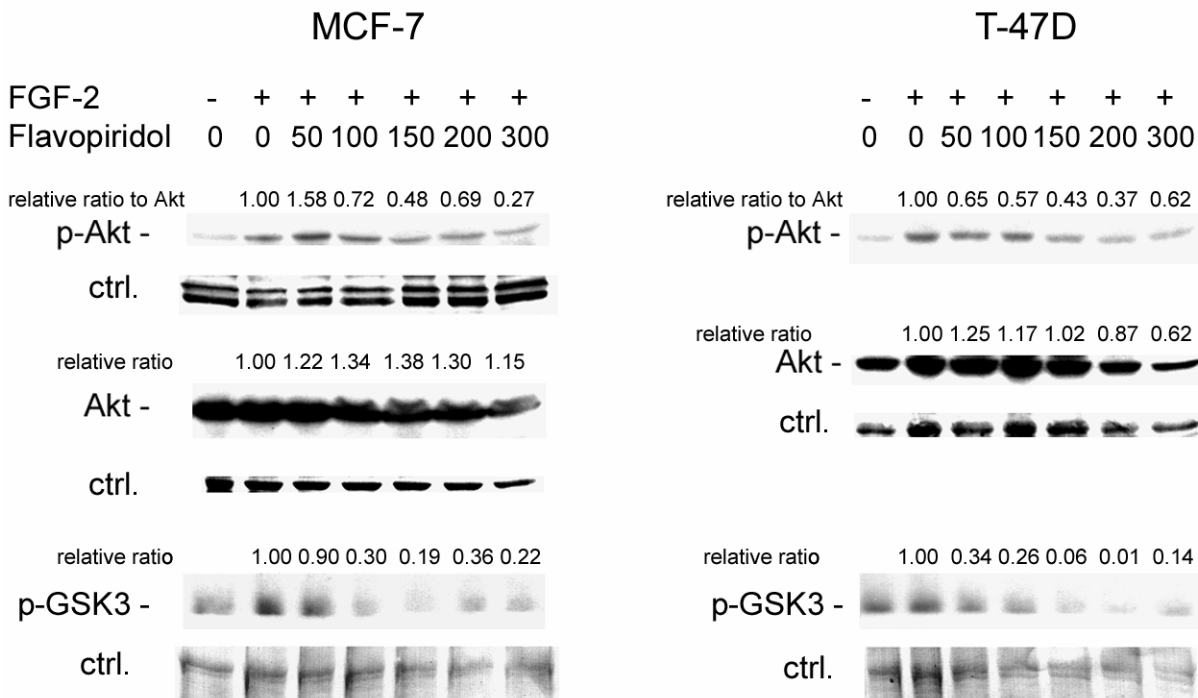 MCF-7
FGF-2 - + + + + + +
Flavopiridol 0 0 50 100 150 200 300
relative ratio to Akt 1.00 1.58 0.72 0.48 0.69 0.27
p-Akt -
ctrl.
relative ratio 1.00 1.22 1.34 1.38 1.30 1.15
Akt -
ctrl.
relative ratio 1.00 0.90 0.30 0.19 0.36 0.22
p-GSK3 -
ctrl.
T-47D
- + + + + + +
0 0 50 100 150 200 300
relative ratio to Akt 1.00 0.65 0.57 0.43 0.37 0.62
p-Akt -
relative ratio 1.00 1.25 1.17 1.02 0.87 0.62
Akt -
ctrl.
relative ratio 1.00 0.34 0.26 0.06 0.01 0.14
p-GSK3 -
ctrl.